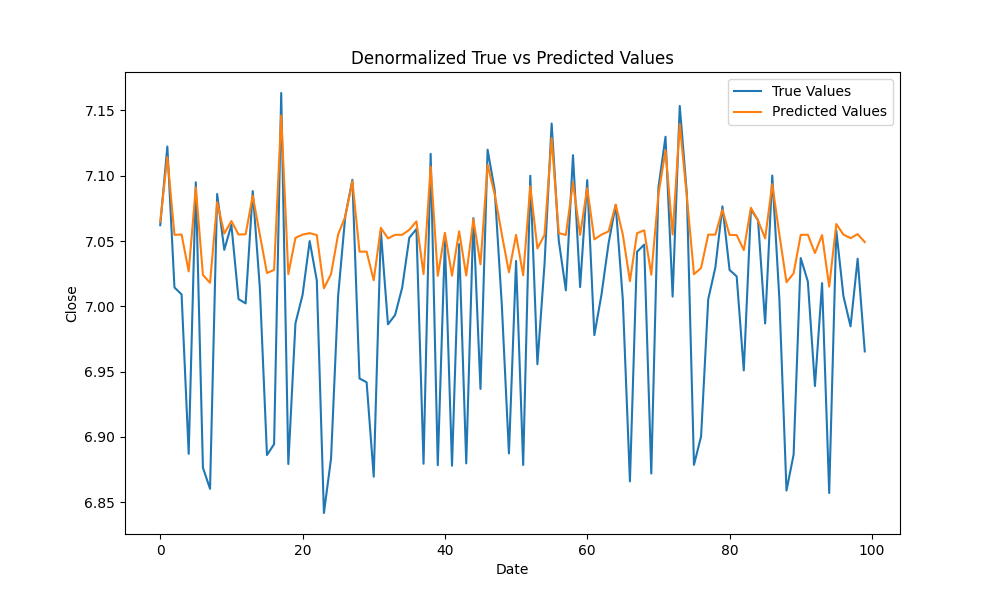 Denormalized True vs Predicted Values
True Values
Predicted Values
7.15
7.10
7.05
7.00
6.95
6.90
6.85
Close
0
20
40
60
80
100
Date